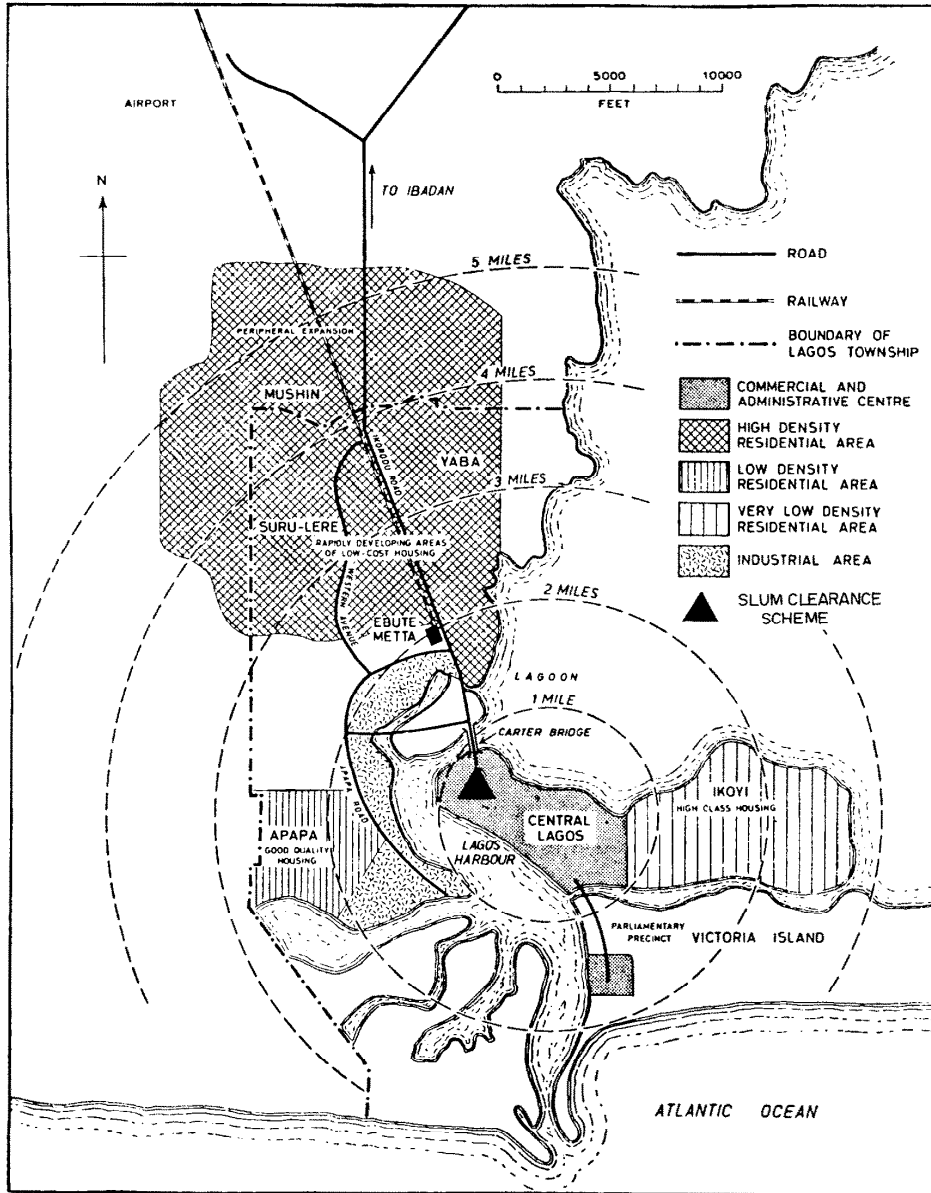 0 5000 10000
FEET
AIRPORT
N
TO IBADAN
ROAD
RAILWAY
BOUNDARY OF
LAGOS TOWNSHIP
COMMERCIAL AND
ADMINISTRATIVE CENTRE
HIGH DENSITY
RESIDENTIAL AREA
LOW DENSITY
RESIDENTIAL AREA
VERY LOW DENSITY
RESIDENTIAL AREA
INDUSTRIAL AREA
SLUM CLEARANCE
SCHEME
5 MILES
PERIPHERAL EXPANSION
4 MILES
MUSHIN
IKORODU ROAD
YABA
3 MILES
SURU-LERE
RAPIDLY DEVELOPING AREAS
OF LOW-COST HOUSING
WESTERN AVENUE
2 MILES
EBUTE
METTA
LAGOON
1 MILE
CARTER BRIDGE
APAPA ROAD
IKOYI
HIGH CLASS HOUSING
CENTRAL
LAGOS
APAPA
GOOD QUALITY
HOUSING
LAGOS
HARBOUR
PARLIAMENTARY
PRECINCT
VICTORIA ISLAND
ATLANTIC OCEAN